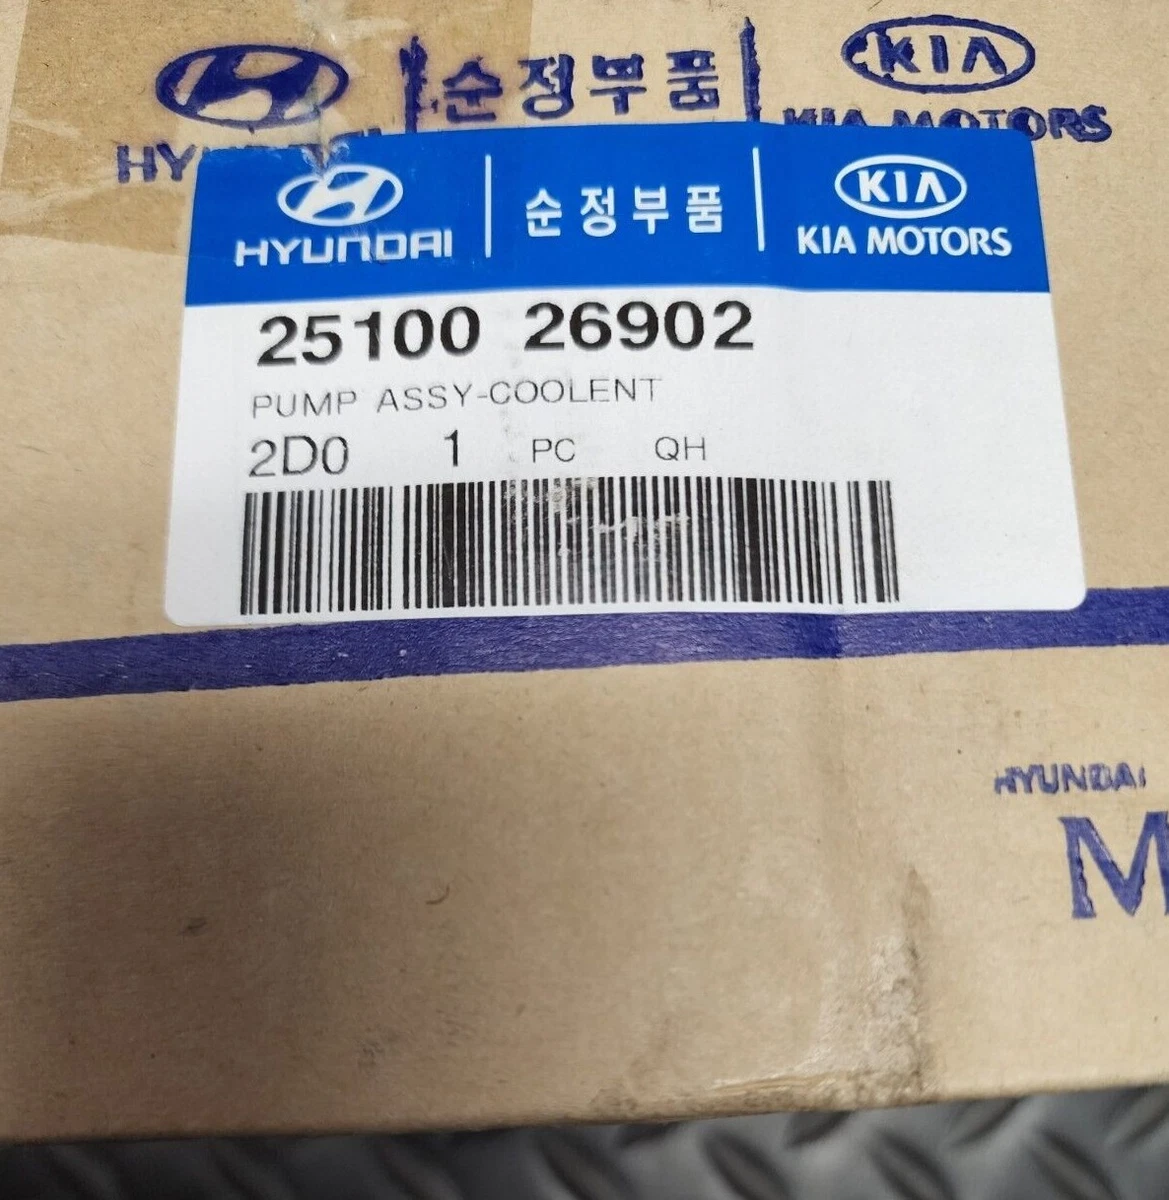 순정부품
KIA
KIA MOTORS
HYUNDAI
순정부품
KIA
KIA MOTORS
25100 26902
PUMP ASSY-COOLENT
2D0 1 PC QH
HYUNDAI
M